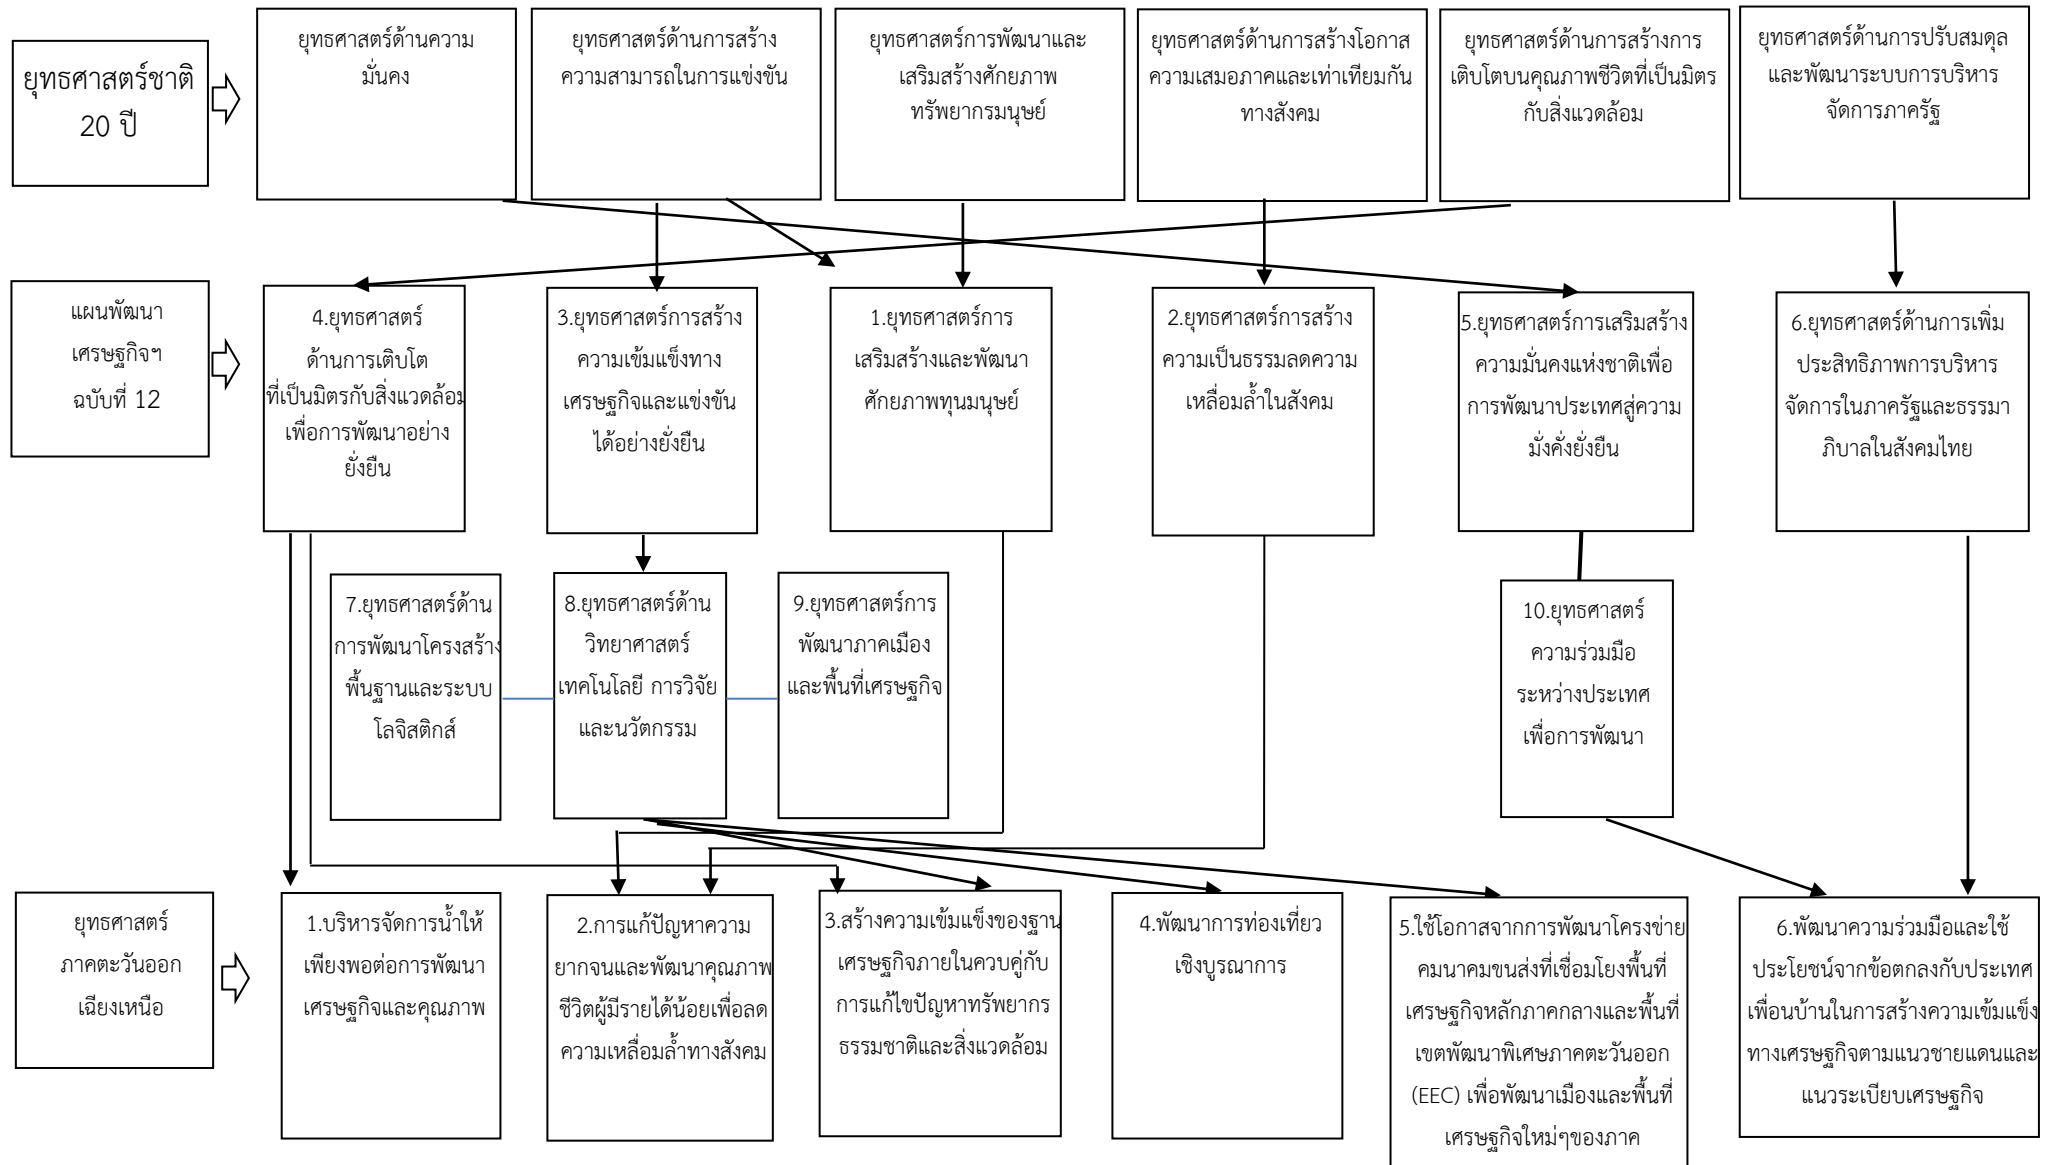 ยุทธศาสตร์ชาติ
20 ปี
ยุทธศาสตร์ด้านความ
มั่นคง
ยุทธศาสตร์ด้านการสร้าง
ความสามารถในการแข่งขัน
ยุทธศาสตร์การพัฒนาและ
เสริมสร้างศักยภาพ
ทรัพยากรมนุษย์
ยุทธศาสตร์ด้านการสร้างโอกาส
ความเสมอภาคและเท่าเทียมกัน
ทางสังคม
ยุทธศาสตร์ด้านการสร้างการ
เติบโตบนคุณภาพชีวิตที่เป็นมิตร
กับสิ่งแวดล้อม
ยุทธศาสตร์ด้านการปรับสมดุล
และพัฒนาระบบการบริหาร
จัดการภาครัฐ
แผนพัฒนา
เศรษฐกิจฯ
ฉบับที่ 12
4.ยุทธศาสตร์
ด้านการเติบโต
ที่เป็นมิตรกับสิ่งแวดล้อม
เพื่อการพัฒนาอย่าง
ยั่งยืน
3.ยุทธศาสตร์การสร้าง
ความเข้มแข็งทาง
เศรษฐกิจและแข่งขัน
ได้อย่างยั่งยืน
1.ยุทธศาสตร์การ
เสริมสร้างและพัฒนา
ศักยภาพทุนมนุษย์
2.ยุทธศาสตร์การสร้าง
ความเป็นธรรมลดความ
เหลื่อมล้ำในสังคม
5.ยุทธศาสตร์การเสริมสร้าง
ความมั่นคงแห่งชาติเพื่อ
การพัฒนาประเทศสู่ความ
มั่งคั่งยั่งยืน
6.ยุทธศาสตร์ด้านการเพิ่ม
ประสิทธิภาพการบริหาร
จัดการในภาครัฐและธรรมา
ภิบาลในสังคมไทย
7.ยุทธศาสตร์ด้าน
การพัฒนาโครงสร้าง
พื้นฐานและระบบ
โลจิสติกส์
8.ยุทธศาสตร์ด้าน
วิทยาศาสตร์
เทคโนโลยี การวิจัย
และนวัตกรรม
9.ยุทธศาสตร์การ
พัฒนาภาคเมือง
และพื้นที่เศรษฐกิจ
10.ยุทธศาสตร์
ความร่วมมือ
ระหว่างประเทศ
เพื่อการพัฒนา
ยุทธศาสตร์
ภาคตะวันออก
เฉียงเหนือ
1.บริหารจัดการน้ำให้
เพียงพอต่อการพัฒนา
เศรษฐกิจและคุณภาพ
2.การแก้ปัญหาความ
ยากจนและพัฒนาคุณภาพ
ชีวิตผู้มีรายได้น้อยเพื่อลด
ความเหลื่อมล้ำทางสังคม
3.สร้างความเข้มแข็งของฐาน
เศรษฐกิจภายในควบคู่กับ
การแก้ไขปัญหาทรัพยากร
ธรรมชาติและสิ่งแวดล้อม
4.พัฒนาการท่องเที่ยว
เชิงบูรณาการ
5.ใช้โอกาสจากการพัฒนาโครงข่าย
คมนาคมขนส่งที่เชื่อมโยงพื้นที่
เศรษฐกิจหลักภาคกลางและพื้นที่
เขตพัฒนาพิเศษภาคตะวันออก
(EEC) เพื่อพัฒนาเมืองและพื้นที่
เศรษฐกิจใหม่ๆของภาค
6.พัฒนาความร่วมมือและใช้
ประโยชน์จากข้อตกลงกับประเทศ
เพื่อนบ้านในการสร้างความเข้มแข็ง
ทางเศรษฐกิจตามแนวชายแดนและ
แนวระเบียบเศรษฐกิจ